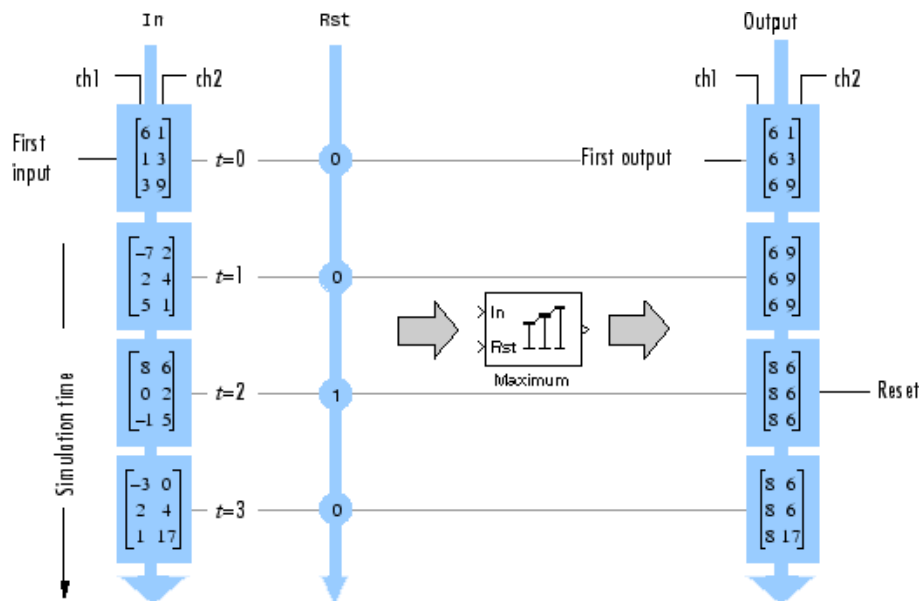 In Rst Output
ch1 ch2 ch1 ch2
First input
6 1
1 3
3 9
t=0 0 First output
6 1
6 3
6 9
-7 2
2 4
5 1
t=1 0
6 9
6 9
6 9
In
Rst
Maximum
Simulation time
8 6
0 2
-1 5
t=2 1
8 6
8 6
8 6
Reset
-3 0
2 4
1 17
t=3 0
8 6
8 6
8 17